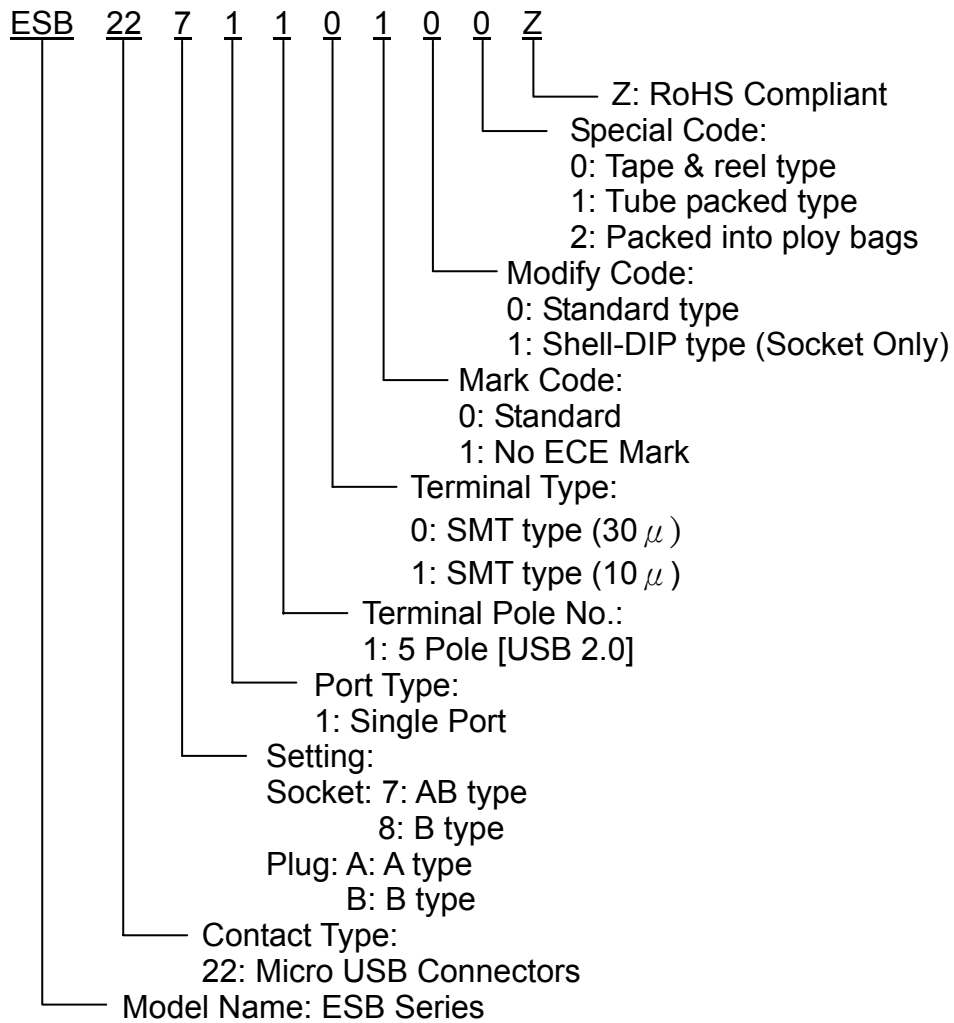 ESB 22 7 1 1 0 1 0 0 Z
Z: RoHS Compliant
Special Code:
0: Tape & reel type
1: Tube packed type
2: Packed into ploy bags
Modify Code:
0: Standard type
1: Shell-DIP type (Socket Only)
Mark Code:
0: Standard
1: No ECE Mark
Terminal Type:
0: SMT type (30μ)
1: SMT type (10μ)
Terminal Pole No.:
1: 5 Pole [USB 2.0]
Port Type:
1: Single Port
Setting:
Socket: 7: AB type
8: B type
Plug: A: A type
B: B type
Contact Type:
22: Micro USB Connectors
Model Name: ESB Series